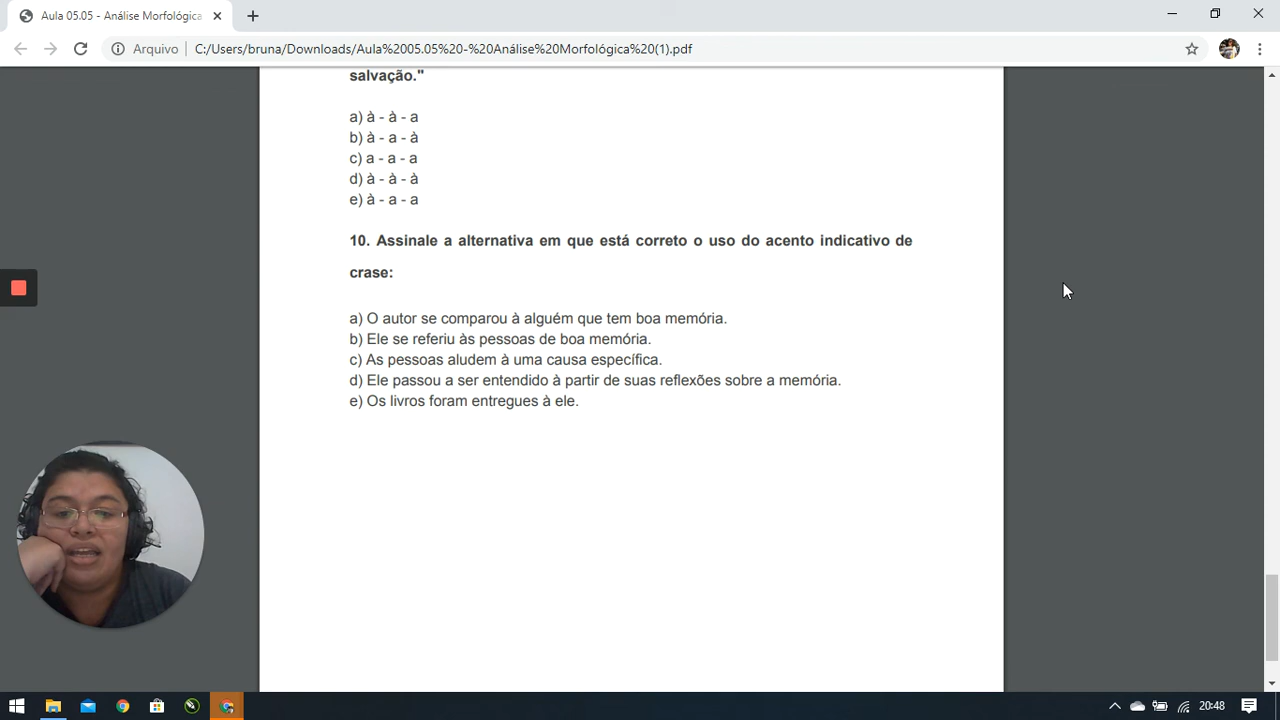 Aula 05.05 - Análise Morfológica
Arquivo
C:/Users/bruna/Downloads/Aula%2005.05%20-%20Análise%20Morfológica%20(1).pdf
salvação."
a) à - à - a
b) à - a - à
c) a - a - a
d) à - à - à
e) à - a - a
10. Assinale a alternativa em que está correto o uso do acento indicativo de
crase:
a) O autor se comparou à alguém que tem boa memória.
b) Ele se referiu às pessoas de boa memória.
c) As pessoas aludem à uma causa específica.
d) Ele passou a ser entendido à partir de suas reflexões sobre a memória.
e) Os livros foram entregues à ele.
20:48